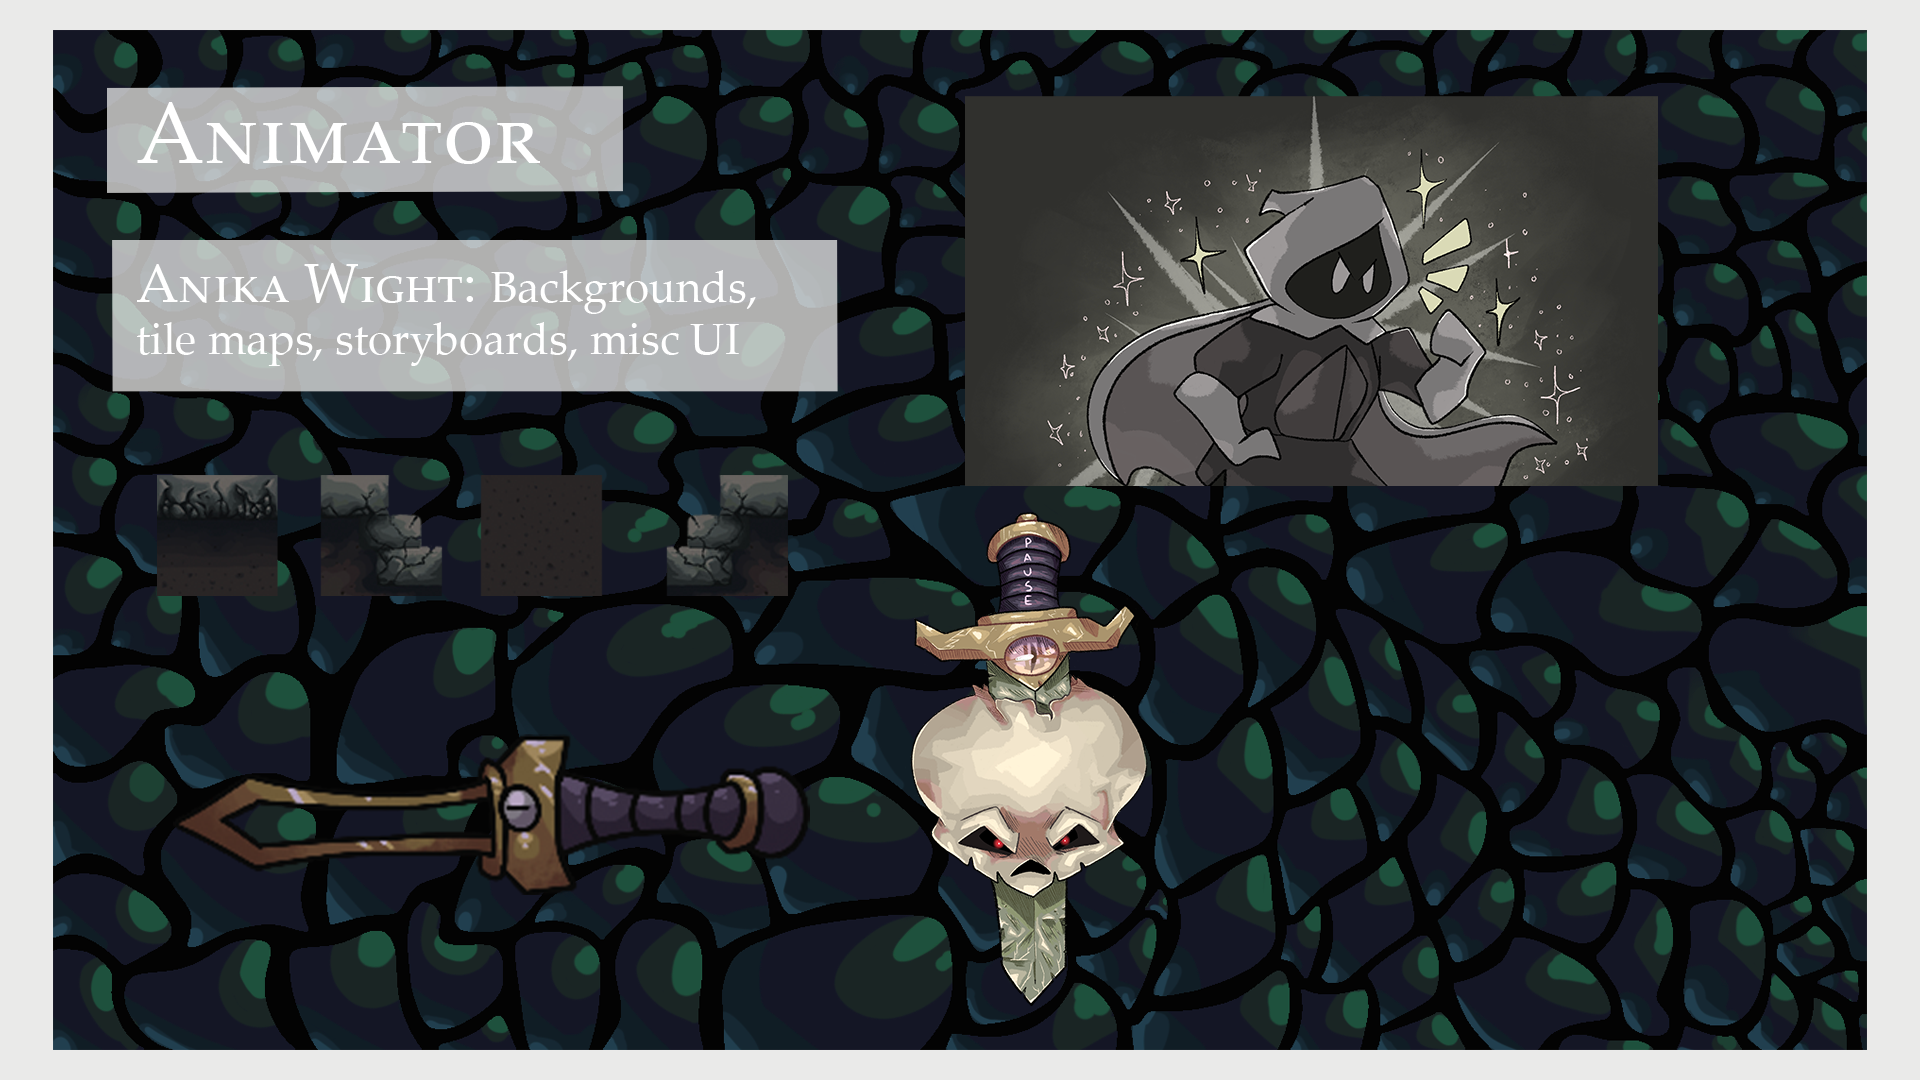 Animator
Anika Wight: Backgrounds,
tile maps, storyboards, misc UI
PAUSE